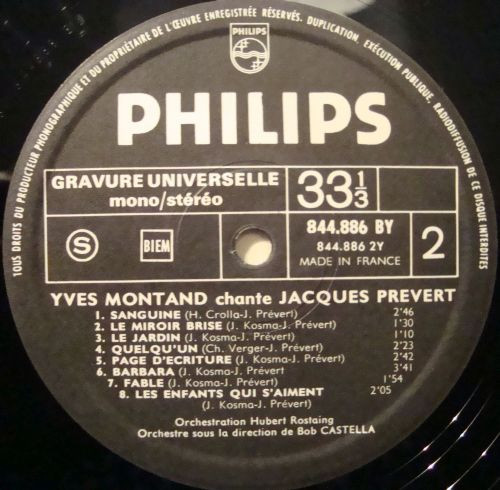 TOUS DROITS DU PRODUCTEUR PHONOGRAPHIQUE ET DU PROPRIÉTAIRE DE L'ŒUVRE ENREGISTRÉE RÉSERVÉS. DUPLICATION, EXÉCUTION PUBLIQUE, RADIODIFFUSION DE CE DISQUE INTERDITES
PHILIPS
PHILIPS
GRAVURE UNIVERSELLE
mono/stéréo
33 1/3
S
BIEM
844.886 BY
844.886 2Y
MADE IN FRANCE
2
YVES MONTAND chante JACQUES PREVERT
1. SANGUINE (H. Crolla-J. Prévert) 2'46
2. LE MIROIR BRISE (J. Kosma-J. Prévert) 1'30
3. LE JARDIN (J. Kosma-J. Prévert) 1'10
4. QUELQU'UN (Ch. Verger-J. Prévert) 2'23
5. PAGE D'ECRITURE (J. Kosma-J. Prévert) 2'42
6. BARBARA (J. Kosma-J. Prévert 3'41
7. FABLE (J. Kosma-J. Prévert) 1'54
8. LES ENFANTS QUI S'AIMENT 2'05
(J. Kosma-J. Prévert)
Orchestration Hubert Rostaing
Orchestre sous la direction de Bob CASTELLA